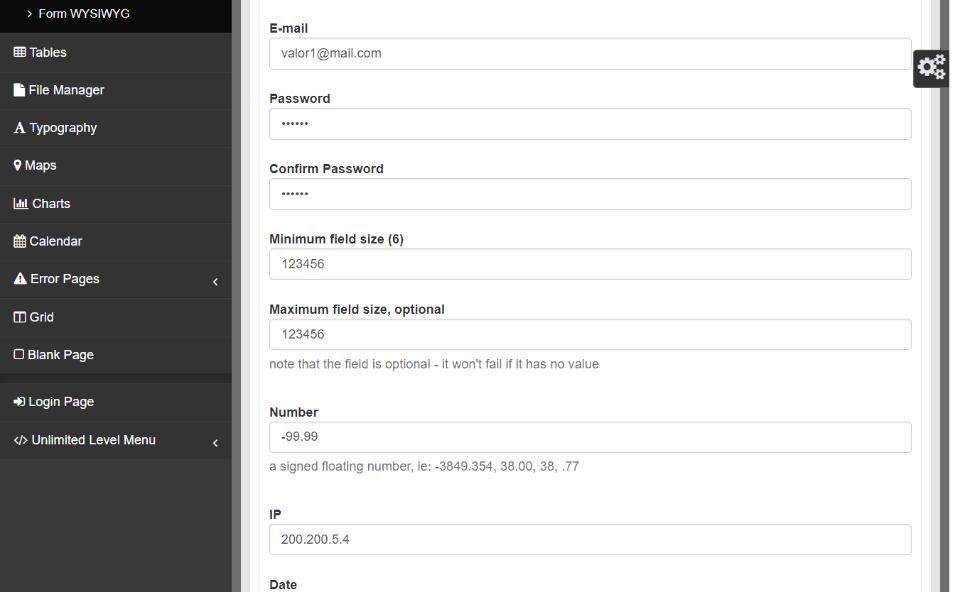 Form WYSIWYG
Tables
File Manager
Typography
Maps
Charts
Calendar
Error Pages
Grid
Blank Page
Login Page
Unlimited Level Menu
E-mail
valor1@mail.com
Password
••••••
Confirm Password
••••••
Minimum field size (6)
123456
Maximum field size, optional
123456
note that the field is optional - it won't fail if it has no value
Number
-99.99
a signed floating number, ie: -3849.354, 38.00, 38, .77
IP
200.200.5.4
Date